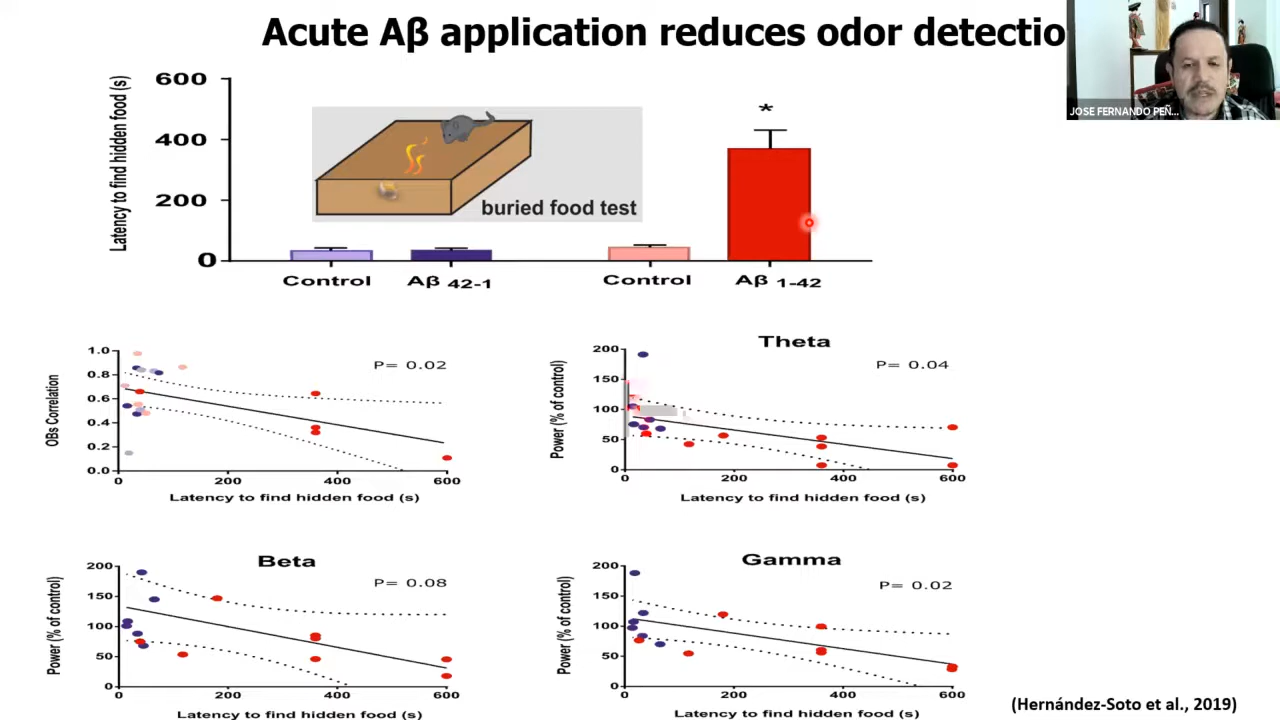 Acute Aβ application reduces odor detectio
JOSE FERNANDO PEÑ...
Latency to find hidden food (s)
600
400
200
0
*
buried food test
Control
Aβ 42-1
Control
Aβ 1-42
OBs Correlation
1.0
0.8
0.6
0.4
0.2
0.0
P= 0.02
0
200
400
600
Latency to find hidden food (s)
Theta
Power (% of control)
200
150
100
50
0
P= 0.04
0
200
400
600
Latency to find hidden food (s)
Beta
Power (% of control)
200
150
100
50
0
P= 0.08
0
200
400
600
Latency to find hidden food (s)
Gamma
Power (% of control)
200
150
100
50
0
P= 0.02
0
200
400
600
Latency to find hidden food (s)
(Hernández-Soto et al., 2019)